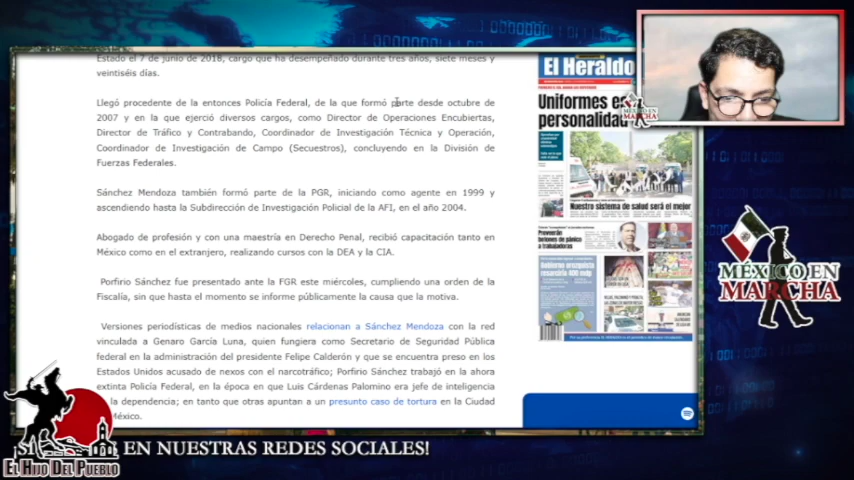 Estado el 7 de junio de 2018, cargo que ha desempeñado durante tres años, siete meses y
veintiséis días.
Llegó procedente de la entonces Policía Federal, de la que formó parte desde octubre de
2007 y en la que ejerció diversos cargos, como Director de Operaciones Encubiertas,
Director de Tráfico y Contrabando, Coordinador de Investigación Técnica y Operación,
Coordinador de Investigación de Campo (Secuestros), concluyendo en la División de
Fuerzas Federales.
Sánchez Mendoza también formó parte de la PGR, iniciando como agente en 1999 y
ascendiendo hasta la Subdirección de Investigación Policial de la AFI, en el año 2004.
Abogado de profesión y con una maestría en Derecho Penal, recibió capacitación tanto en
México como en el extranjero, realizando cursos con la DEA y la CIA.
Porfirio Sánchez fue presentado ante la FGR este miércoles, cumpliendo una orden de la
Fiscalía, sin que hasta el momento se informe públicamente la causa que la motiva.
Versiones periodísticas de medios nacionales relacionan a Sánchez Mendoza con la red
vinculada a Genaro García Luna, quien fungiera como Secretario de Seguridad Pública
federal en la administración del presidente Felipe Calderón y que se encuentra preso en los
Estados Unidos acusado de nexos con el narcotráfico; Porfirio Sánchez trabajó en la ahora
extinta Policía Federal, en la época en que Luis Cárdenas Palomino era jefe de inteligencia
la dependencia; en tanto que otras apuntan a un presunto caso de tortura en la Ciudad
México.
El Heraldo
Uniformes es
personalidad
MÉXICO EN
MARCHA
Nuestro sistema de salud será el mejor
Proveerán
botones de pánico
a trabajadoras
MÉXICO EN
MARCHA
EN NUESTRAS REDES SOCIALES!
EL HIJO DEL PUEBLO